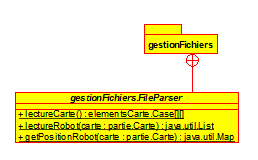 gestionFichiers
gestionFichiers.FileParser
+ lectureCarte() : elementsCarte.Case[][]
+ lectureRobot(carte : partie.Carte) : java.util.List
+ getPositionRobot(carte : partie.Carte) : java.util.Map